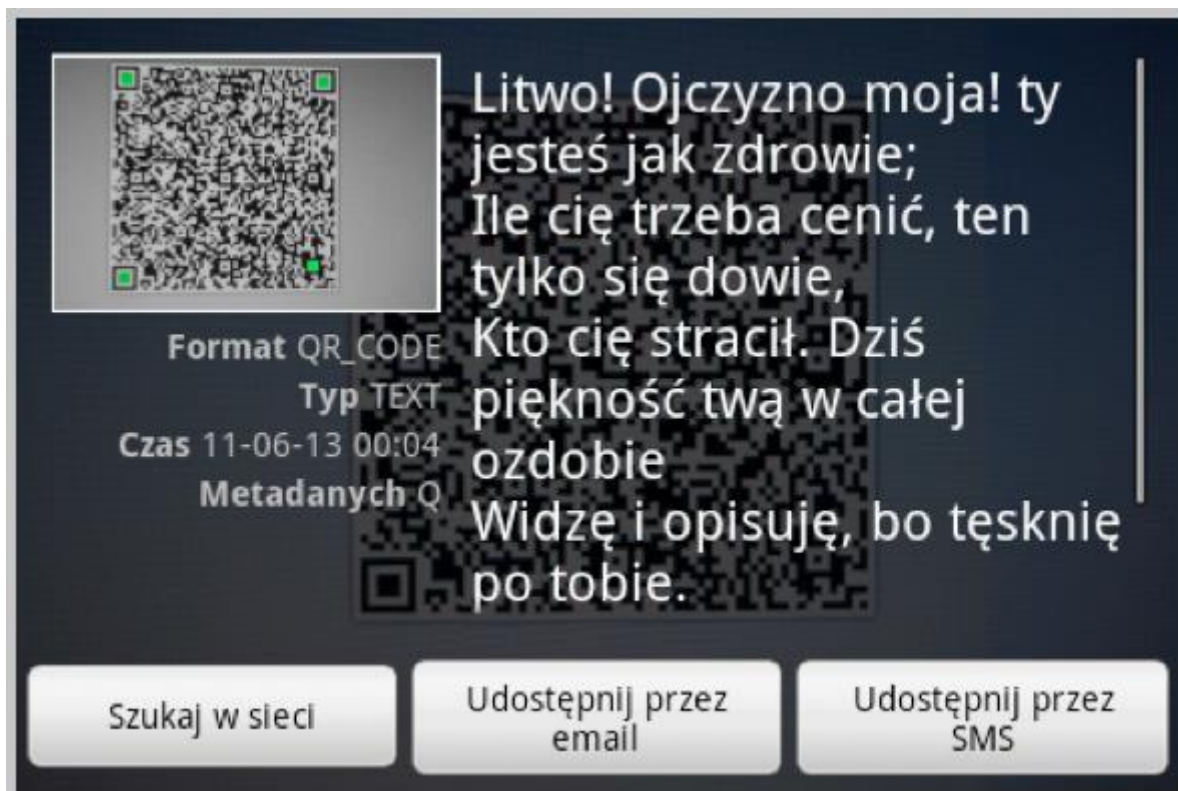 Litwo! Ojczyzno moja! ty
jesteś jak zdrowie;
Ile cię trzeba cenić, ten
tylko się dowie,
Kto cię stracił. Dziś
piękność twą w całej
ozdobie
Widzę i opisuję, bo tęsknię
po tobie.
Format QR_CODE
Typ TEXT
Czas 11-06-13 00:04
Metadanych Q
Szukaj w sieci
Udostępnij przez
email
Udostępnij przez
SMS